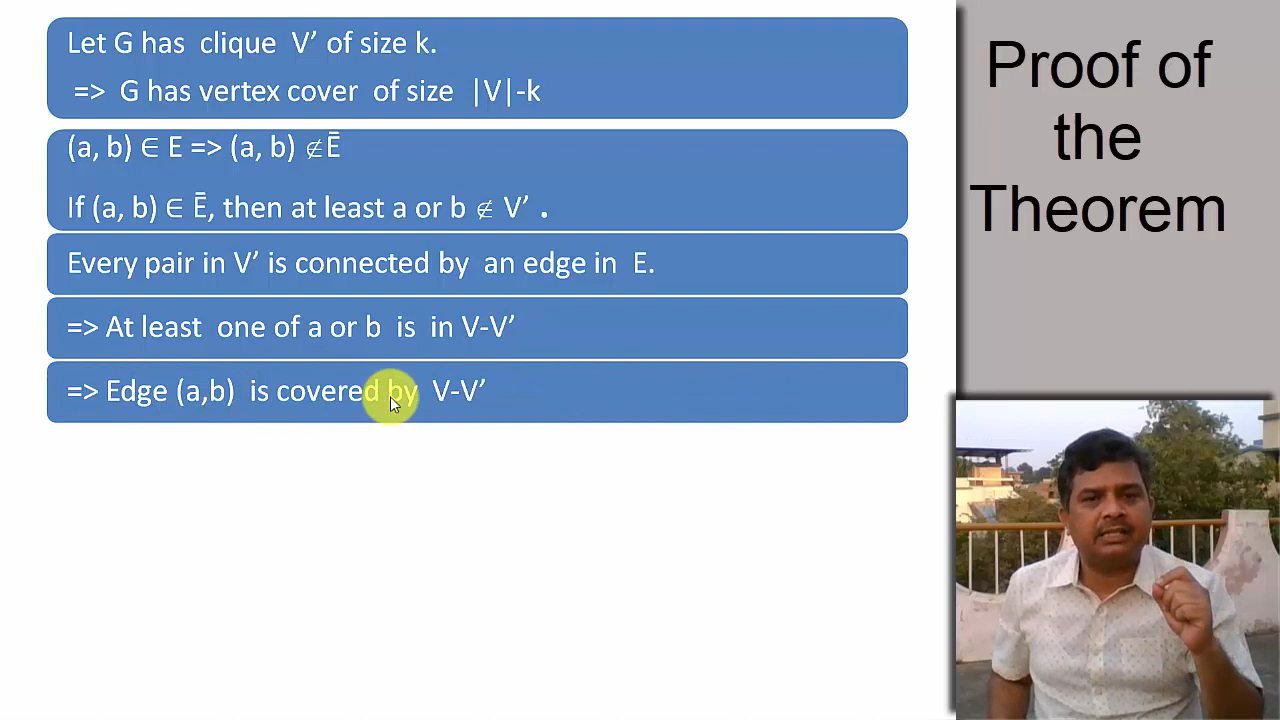 Let G has clique V’ of size k.
=> G has vertex cover of size |V|-k
(a, b) ∈ E => (a, b) ∉Ē
If (a, b) ∈ Ē, then at least a or b ∉ V’ .
Every pair in V’ is connected by an edge in E.
=> At least one of a or b is in V-V’
=> Edge (a,b) is covered by V-V’
Proof of
the
Theorem